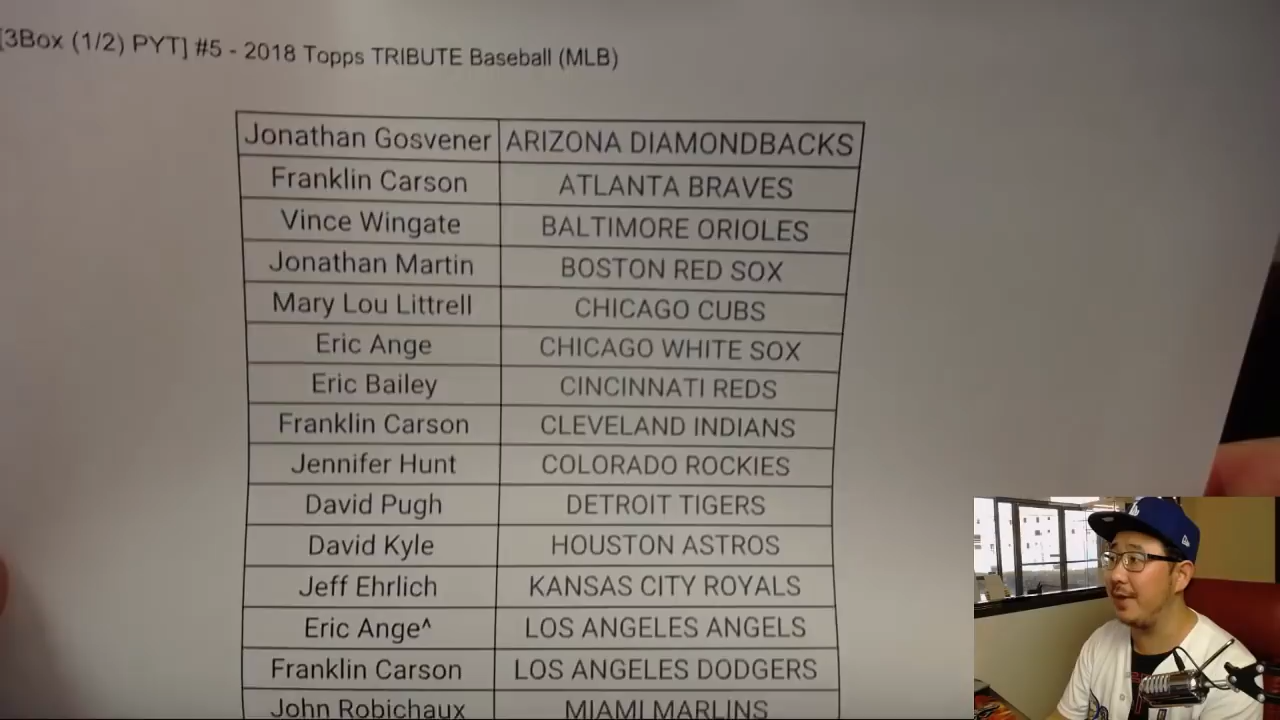 [3Box (1/2) PYT] #5 - 2018 Topps TRIBUTE Baseball (MLB)
Jonathan Gosvener ARIZONA DIAMONDBACKS
Franklin Carson ATLANTA BRAVES
Vince Wingate BALTIMORE ORIOLES
Jonathan Martin BOSTON RED SOX
Mary Lou Littrell CHICAGO CUBS
Eric Ange CHICAGO WHITE SOX
Eric Bailey CINCINNATI REDS
Franklin Carson CLEVELAND INDIANS
Jennifer Hunt COLORADO ROCKIES
David Pugh DETROIT TIGERS
David Kyle HOUSTON ASTROS
Jeff Ehrlich KANSAS CITY ROYALS
Eric Ange^ LOS ANGELES ANGELS
Franklin Carson LOS ANGELES DODGERS
John Robichaux MIAMI MARLINS
LA